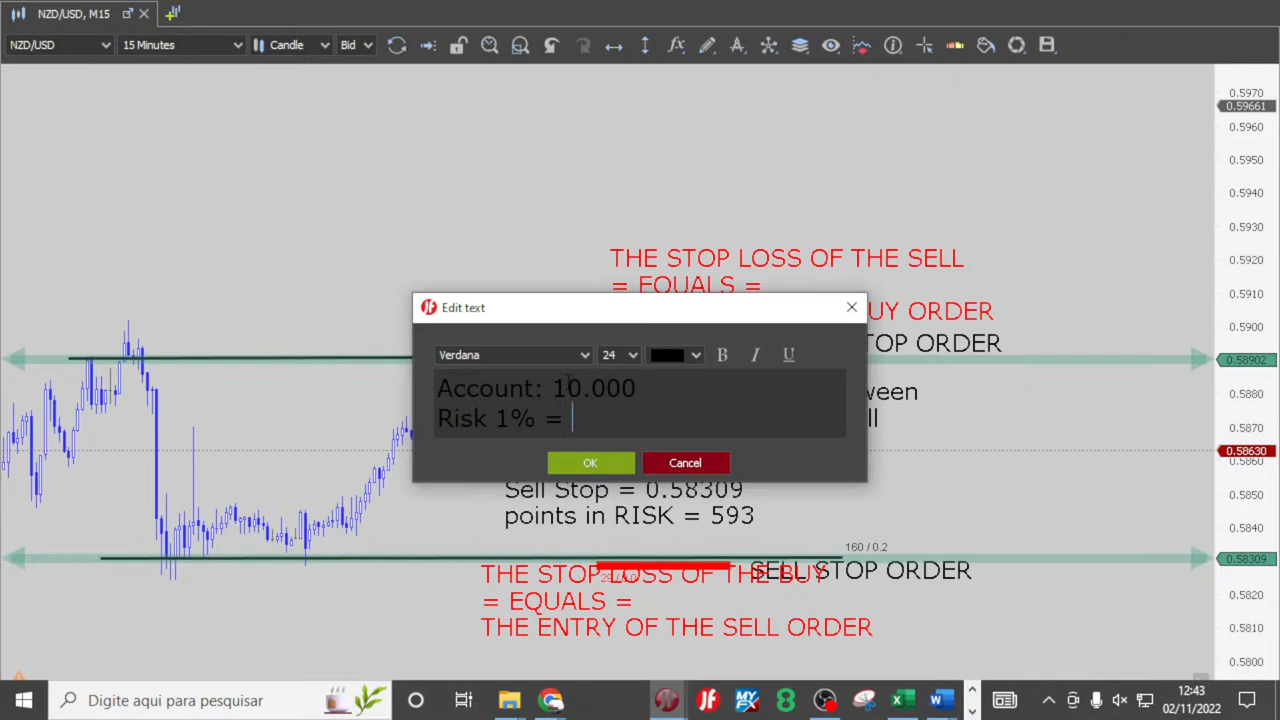 NZD/USD, M15
NZD/USD
15 Minutes
Candle
Bid
0.5970
0.59661
0.5960
0.5950
0.5940
0.5930
0.5920
0.5910
0.5900
0.58902
0.5880
0.5870
0.58630
0.5860
0.5850
0.5840
0.58309
0.5820
0.5810
0.5800
THE STOP LOSS OF THE SELL
= EQUALS =
UY ORDER
TOP ORDER
Edit text
Verdana
24
B
I
U
Account: 10.000
Risk 1% =
OK
Cancel
Sell Stop = 0.58309
points in RISK = 593
160 / 0.2
SELL STOP ORDER
THE STOP LOSS OF THE BUY
= EQUALS =
THE ENTRY OF THE SELL ORDER
Digite aqui para pesquisar
12:43
02/11/2022